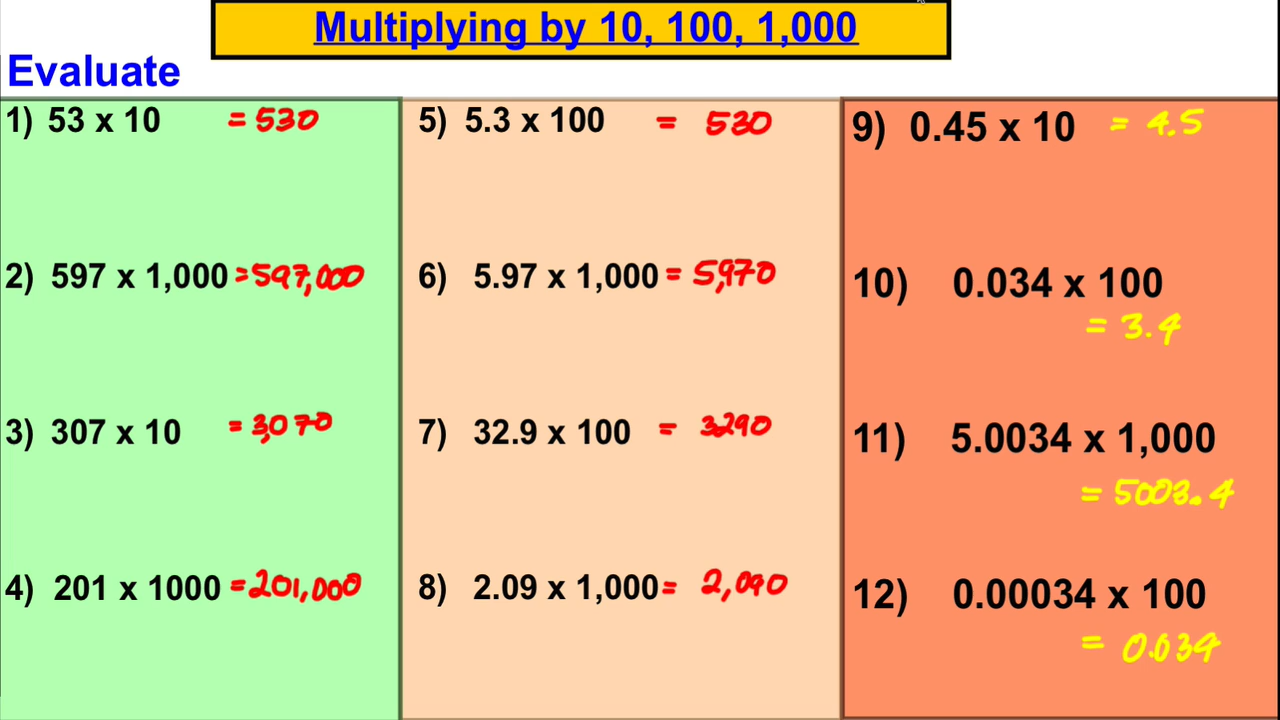 Multiplying by 10, 100, 1,000
Evaluate
1) 53 x 10 = 530
2) 597 x 1,000 = 597,000
3) 307 x 10 = 3,070
4) 201 x 1000 = 201,000
5) 5.3 x 100 = 530
6) 5.97 x 1,000 = 5,970
7) 32.9 x 100 = 3290
8) 2.09 x 1,000 = 2,090
9) 0.45 x 10 = 4.5
10) 0.034 x 100
= 3.4
11) 5.0034 x 1,000
= 5003.4
12) 0.00034 x 100
= 0.034